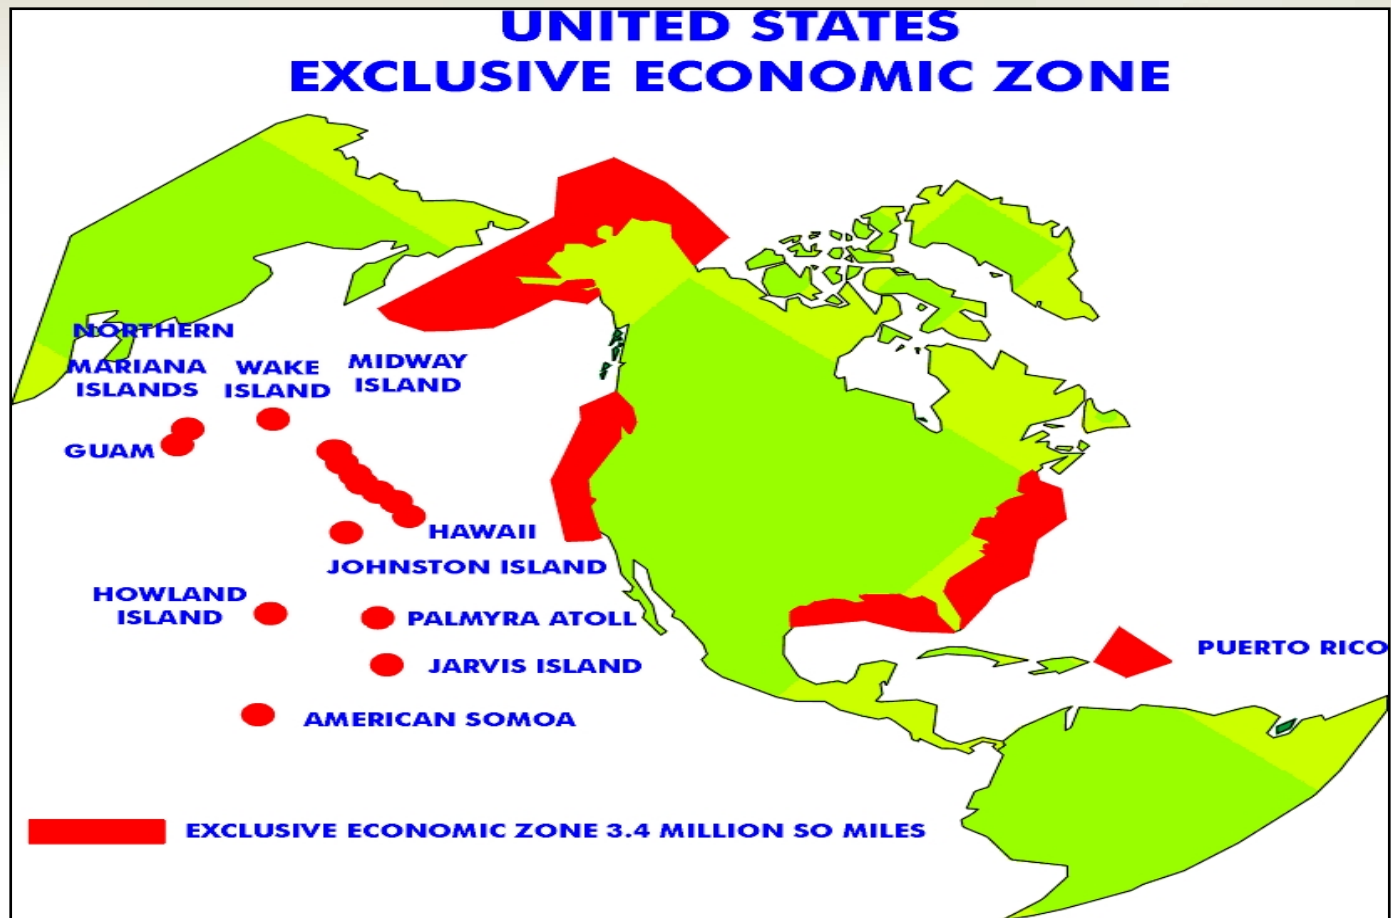 UNITED STATES
EXCLUSIVE ECONOMIC ZONE
NORTHERN
MARIANA
ISLANDS
WAKE
ISLAND
MIDWAY
ISLAND
GUAM
HAWAII
JOHNSTON ISLAND
HOWLAND
ISLAND
PALMYRA ATOLL
JARVIS ISLAND
PUERTO RICO
AMERICAN SOMOA
EXCLUSIVE ECONOMIC ZONE 3.4 MILLION SO MILES